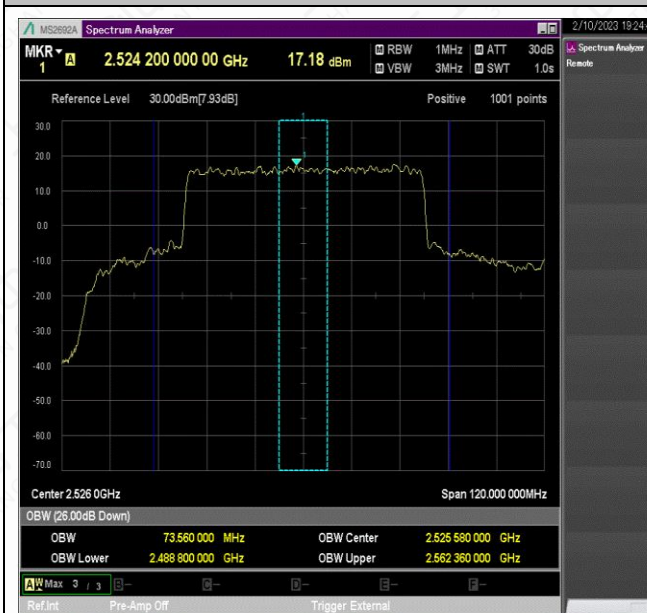 MS2692A Spectrum Analyzer 2/10/2023 19:24:
MKR 1 A 2.524 200 000 00 GHz 17.18 dBm M RBW 1MHz M ATT 30dB
M VBW 3MHz M SWT 1.0s
Spectrum Analyzer
Remote
Reference Level 30.00dBm[7.93dB] Positive 1001 points
30.0
20.0
10.0
0.0
-10.0
-20.0
-30.0
-40.0
-50.0
-60.0
-70.0
1
1
Center 2.526 0GHz Span 120.000 000MHz
OBW (26.00dB Down)
OBW 73.560 000 MHz OBW Center 2.525 580 000 GHz
OBW Lower 2.488 800 000 GHz OBW Upper 2.562 360 000 GHz
A W Max 3 / 3 B- C- D- E- F-
Ref.Int Pre-Amp Off Trigger External